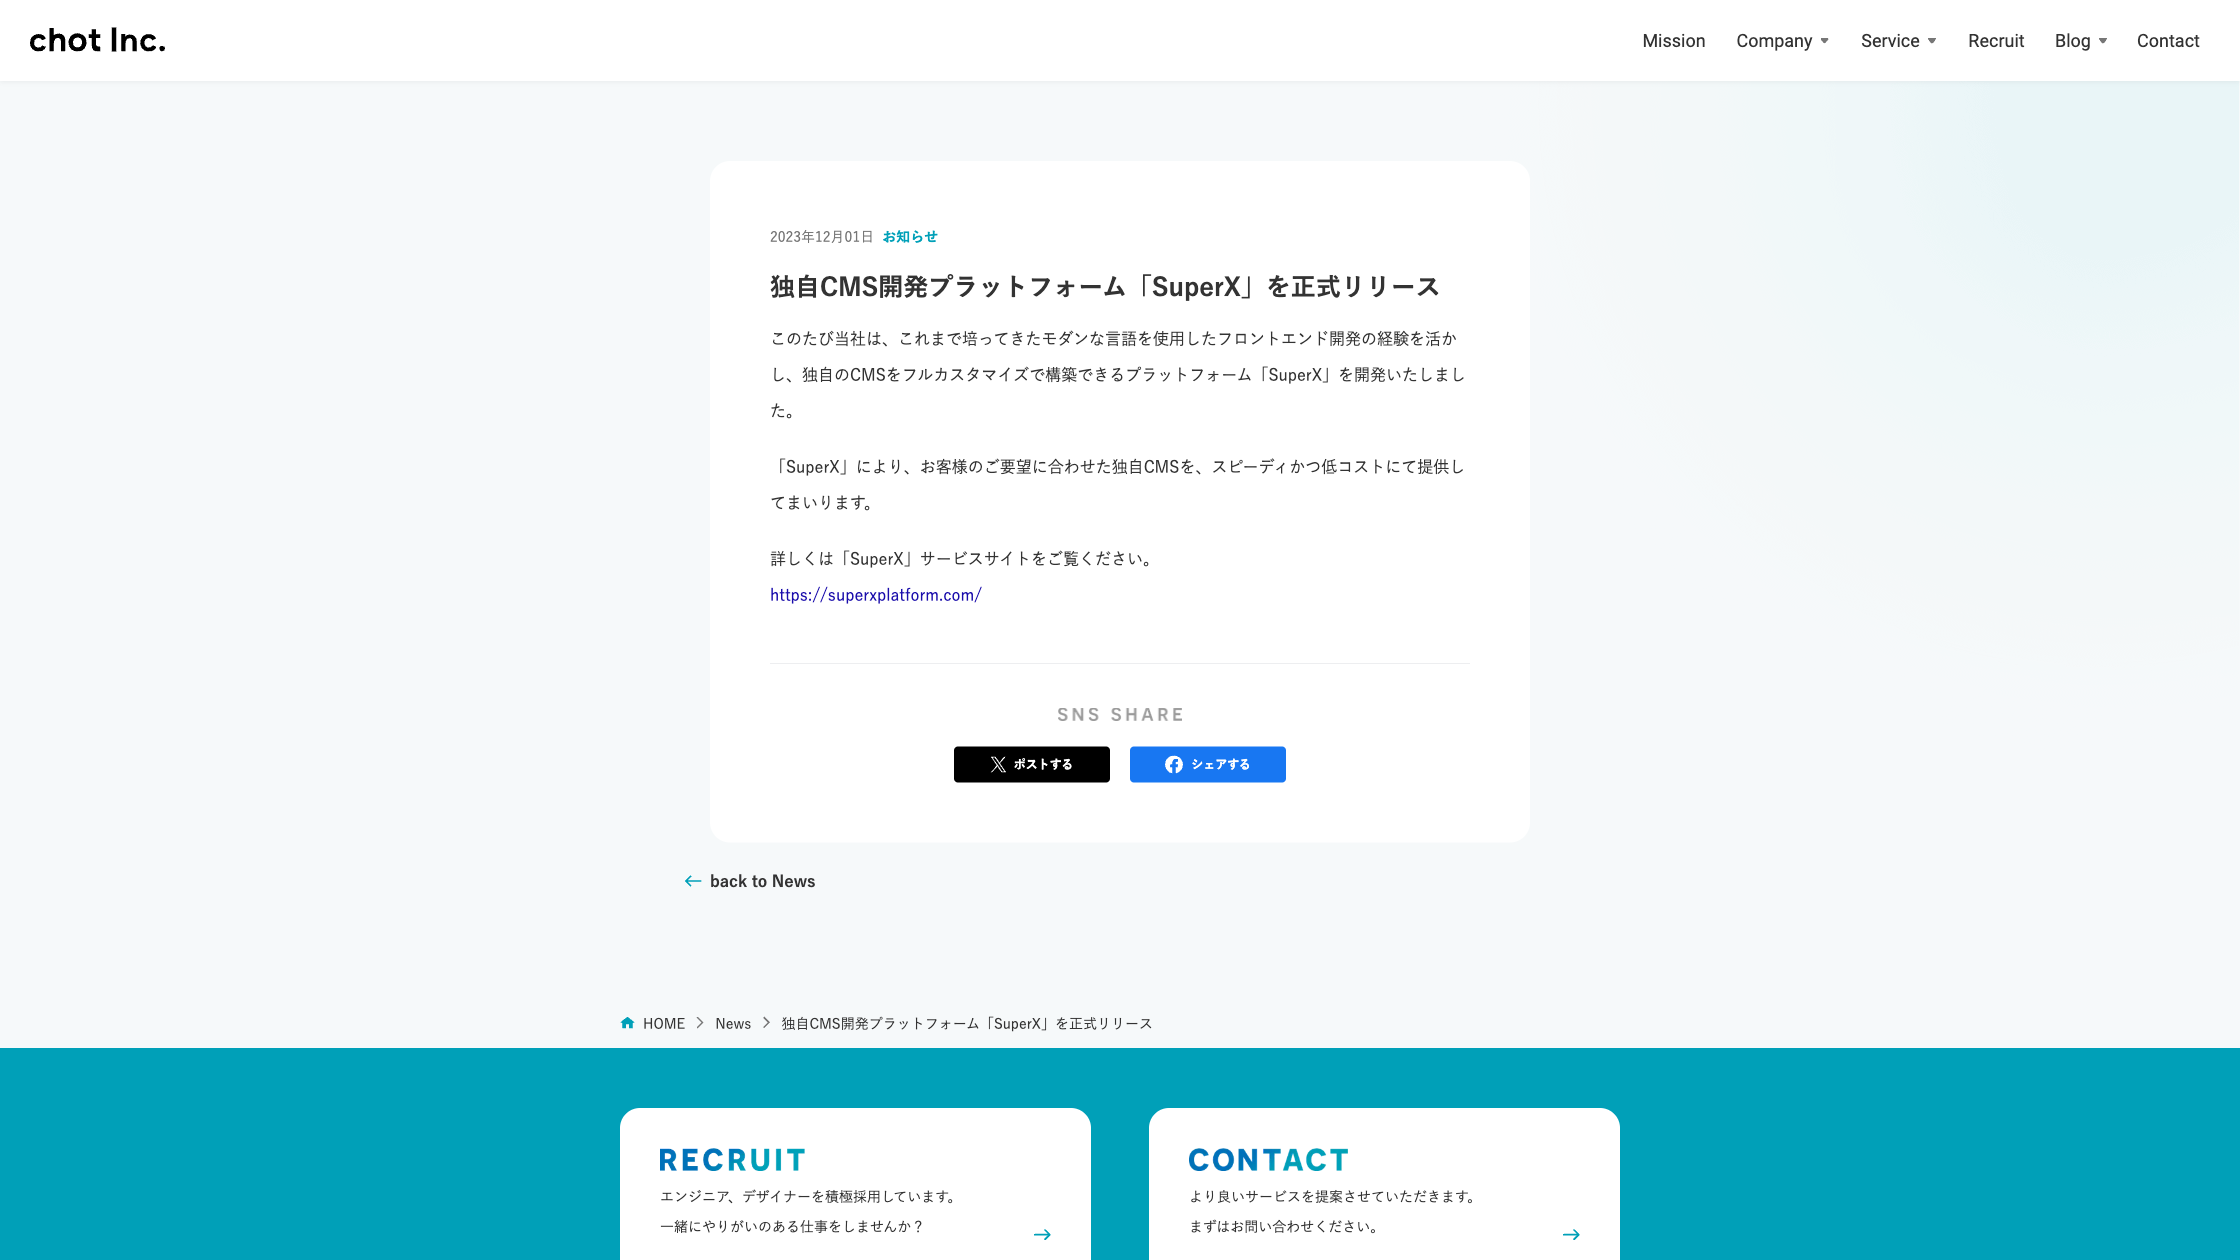 chot Inc.
Mission Company Service Recruit Blog Contact
2023年12月01日 お知らせ
独自CMS開発プラットフォーム「SuperX」を正式リリース
このたび当社は、これまで培ってきたモダンな言語を使用したフロントエンド開発の経験を活か
し、独自のCMSをフルカスタマイズで構築できるプラットフォーム「SuperX」を開発いたしまし
た。
「SuperX」により、お客様のご要望に合わせた独自CMSを、スピーディかつ低コストにて提供し
てまいります。
詳しくは「SuperX」サービスサイトをご覧ください。
https://superxplatform.com/
SNS SHARE
ポストする シェアする
back to News
HOME News 独自CMS開発プラットフォーム「SuperX」を正式リリース
RECRUIT
エンジニア、デザイナーを積極採用しています。
一緒にやりがいのある仕事をしませんか？
CONTACT
より良いサービスを提案させていただきます。
まずはお問い合わせください。